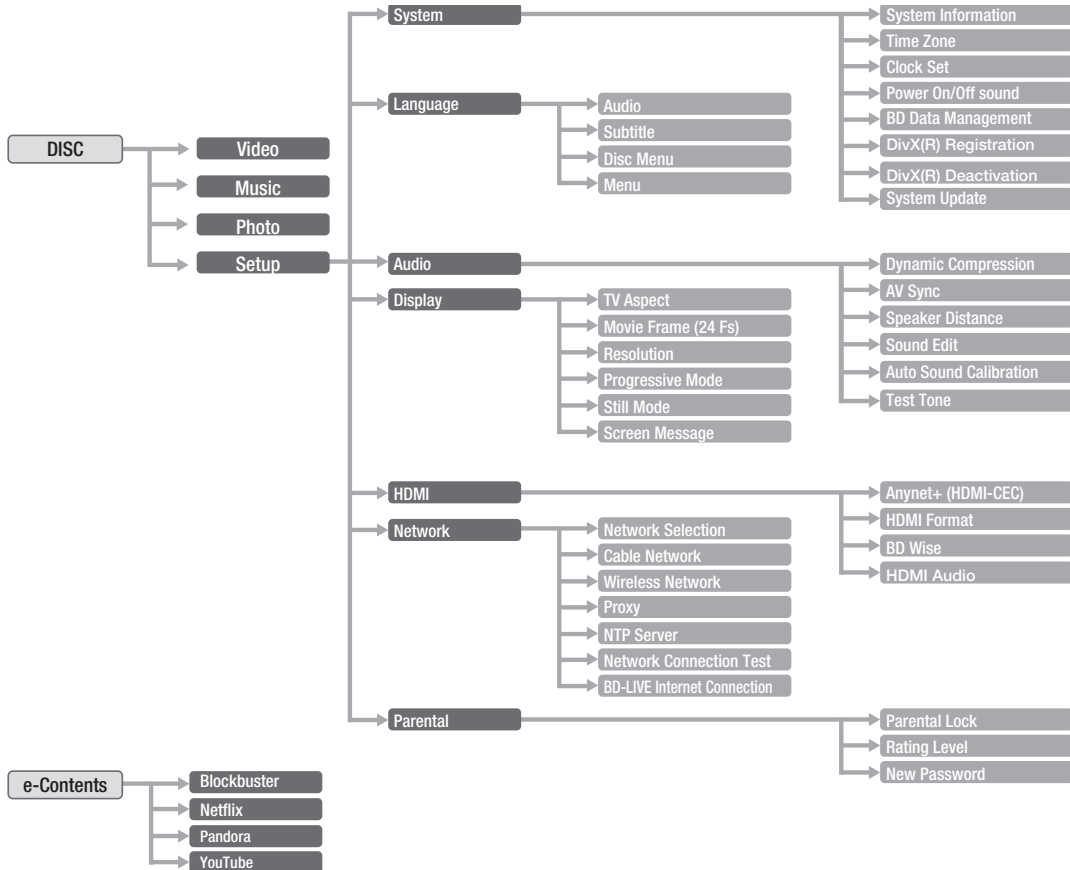 DISC
Video
Music
Photo
Setup
System
System Information
Time Zone
Clock Set
Power On/Off sound
BD Data Management
DivX(R) Registration
DivX(R) Deactivation
System Update
Language
Audio
Subtitle
Disc Menu
Menu
Audio
Dynamic Compression
AV Sync
Speaker Distance
Sound Edit
Auto Sound Calibration
Test Tone
Display
TV Aspect
Movie Frame (24 Fs)
Resolution
Progressive Mode
Still Mode
Screen Message
HDMI
Anynet+ (HDMI-CEC)
HDMI Format
BD Wise
HDMI Audio
Network
Network Selection
Cable Network
Wireless Network
Proxy
NTP Server
Network Connection Test
BD-LIVE Internet Connection
Parental
Parental Lock
Rating Level
New Password
e-Contents
Blockbuster
Netflix
Pandora
YouTube